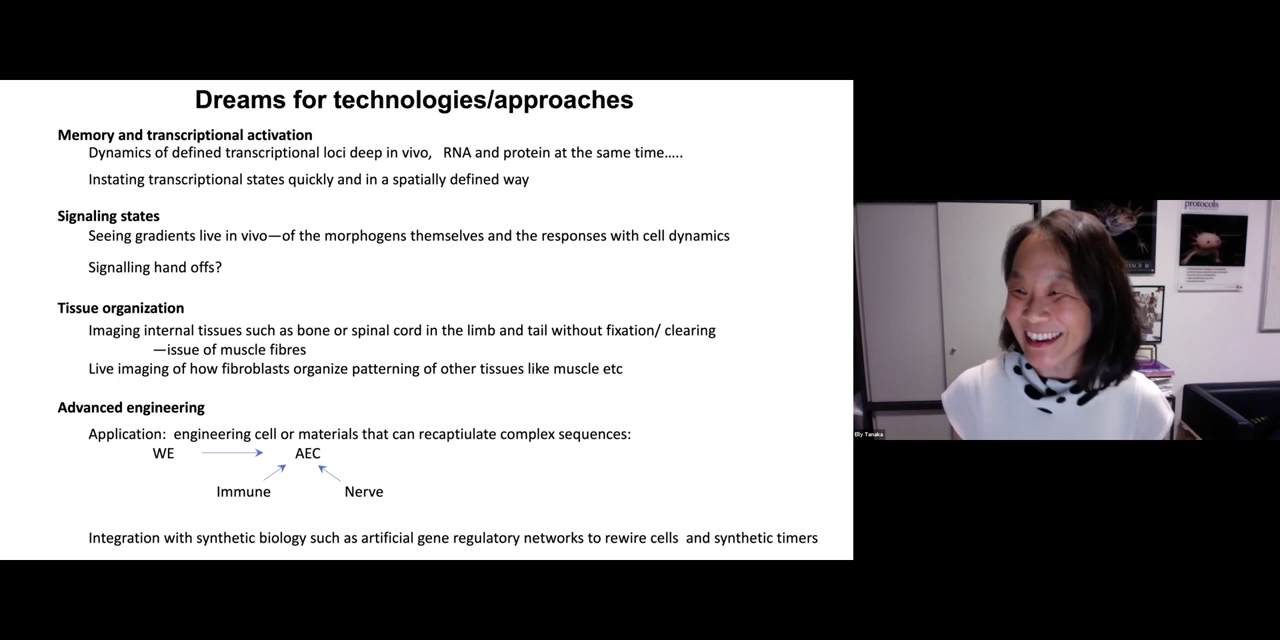 Dreams for technologies/approaches
Memory and transcriptional activation
Dynamics of defined transcriptional loci deep in vivo, RNA and protein at the same time.....
Instating transcriptional states quickly and in a spatially defined way
Signaling states
Seeing gradients live in vivo—of the morphogens themselves and the responses with cell dynamics
Signalling hand offs?
Tissue organization
Imaging internal tissues such as bone or spinal cord in the limb and tail without fixation/ clearing
—issue of muscle fibres
Live imaging of how fibroblasts organize patterning of other tissues like muscle etc
Advanced engineering
Application: engineering cell or materials that can recaptiulate complex sequences:
WE AEC
Immune Nerve
Integration with synthetic biology such as artificial gene regulatory networks to rewire cells and synthetic timers
protocols
Elly Tanaka